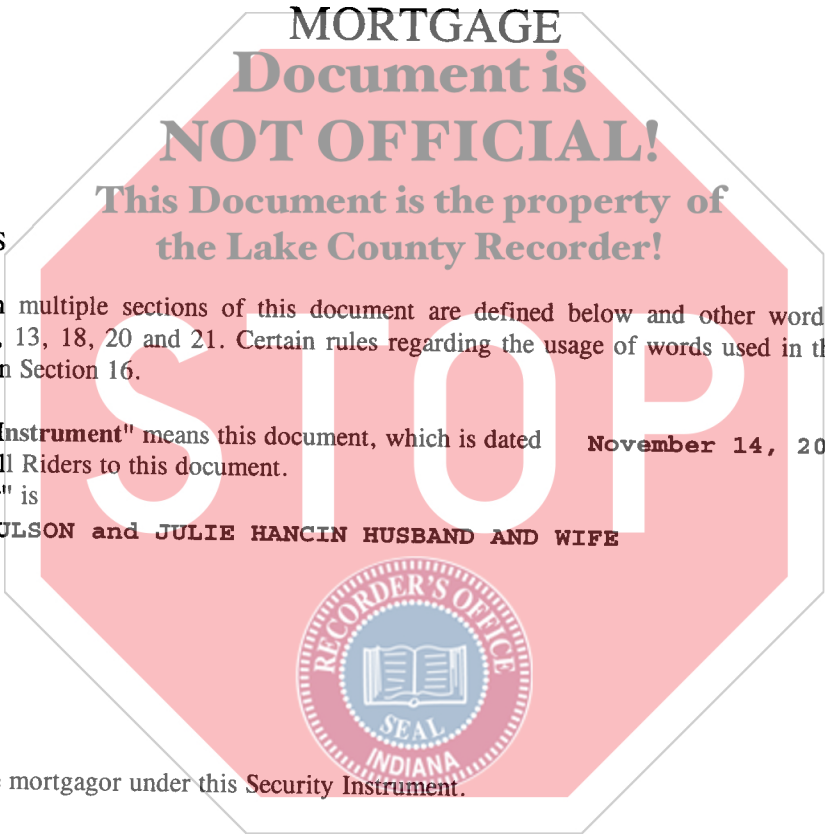 MORTGAGE
Document is
NOT OFFICIAL!
This Document is the property of
the Lake County Recorder!
multiple sections of this document are defined below and other word
, 13, 18, 20 and 21. Certain rules regarding the usage of words used in th
n Section 16.
Instrument" means this document, which is dated November 14, 20
ll Riders to this document.
" is
ULSON and JULIE HANCIN HUSBAND AND WIFE
STOP
RECORDER'S OFFICE
SEAL
INDIANA
mortgagor under this Security Instrument.